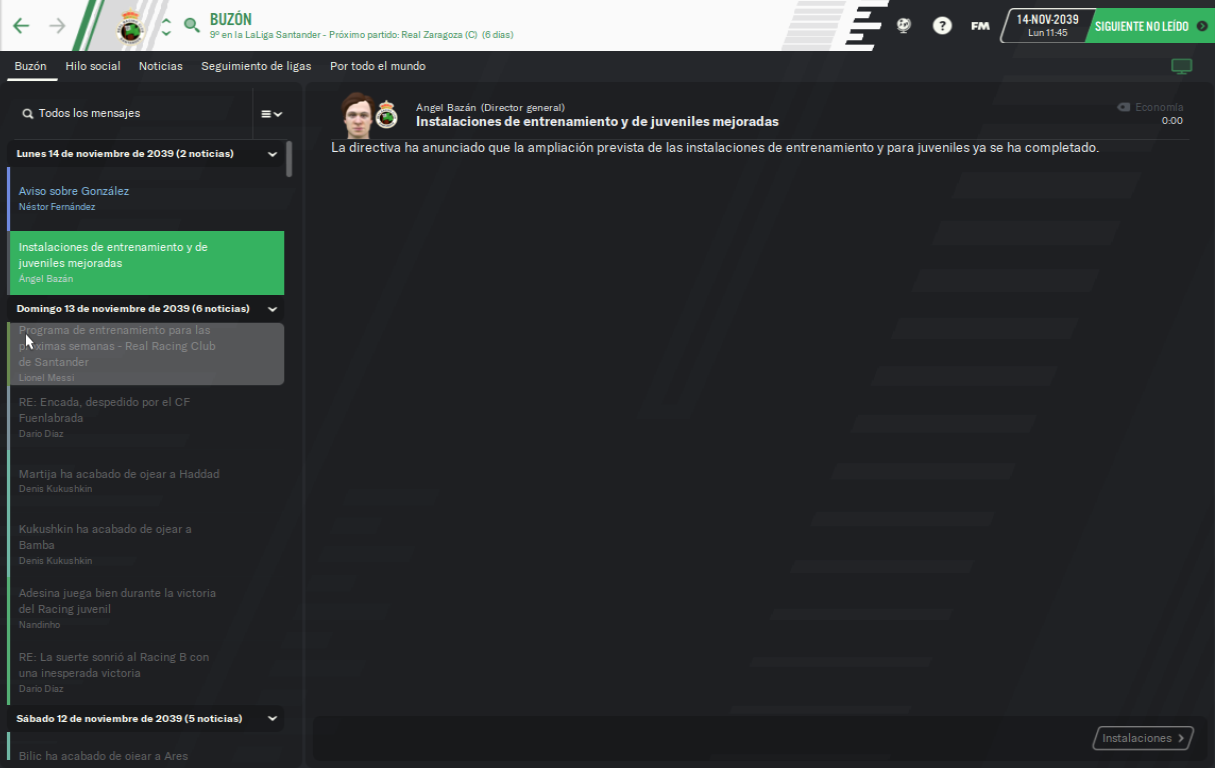 BUZÓN
9º en la LaLiga Santander - Próximo partido: Real Zaragoza (C) (6 días)
?
FM
14-NOV-2039
Lun 11:45
SIGUIENTE NO LEÍDO
Buzón
Hilo social
Noticias
Seguimiento de ligas
Por todo el mundo
Todos los mensajes
Lunes 14 de noviembre de 2039 (2 noticias)
Aviso sobre González
Néstor Fernández
Instalaciones de entrenamiento y de
juveniles mejoradas
Ángel Bazán
Domingo 13 de noviembre de 2039 (6 noticias)
Programa de entrenamiento para las
próximas semanas - Real Racing Club
de Santander
Lionel Messi
RE: Encada, despedido por el CF
Fuenlabrada
Darío Díaz
Martija ha acabado de ojear a Haddad
Denis Kukushkin
Kukushkin ha acabado de ojear a
Bamba
Denis Kukushkin
Adesina juega bien durante la victoria
del Racing juvenil
Nandinho
RE: La suerte sonrió al Racing B con
una inesperada victoria
Darío Díaz
Sábado 12 de noviembre de 2039 (5 noticias)
Bilic ha acabado de ojear a Ares
Ángel Bazán (Director general)
Instalaciones de entrenamiento y de juveniles mejoradas
Economía
0:00
La directiva ha anunciado que la ampliación prevista de las instalaciones de entrenamiento y para juveniles ya se ha completado.
Instalaciones